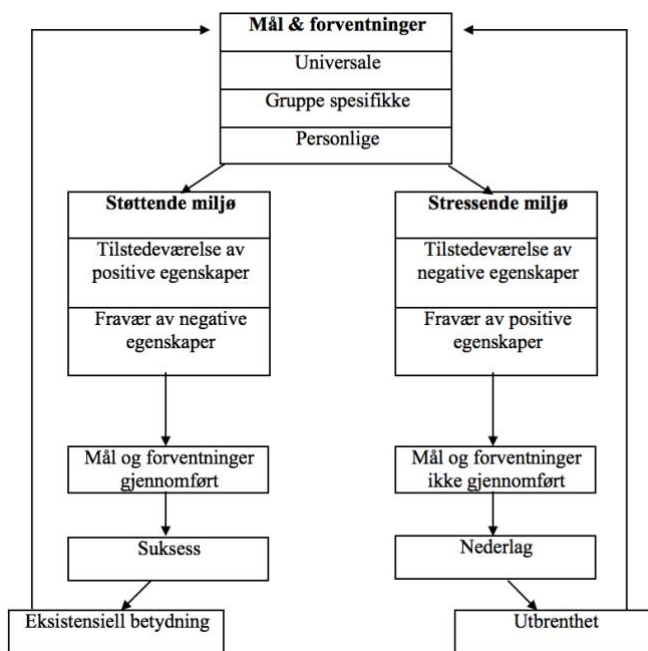 Mål & forventninger
Universale
Gruppe spesifikke
Personlige
Støttende miljø
Tilstedeværelse av
positive egenskaper
Fravær av negative
egenskaper
Stressende miljø
Tilstedeværelse av
negative egenskaper
Fravær av positive
egenskaper
Mål og forventninger
gjennomført
Mål og forventninger
ikke gjennomført
Suksess
Nederlag
Eksistensiell betydning
Utbrenthet